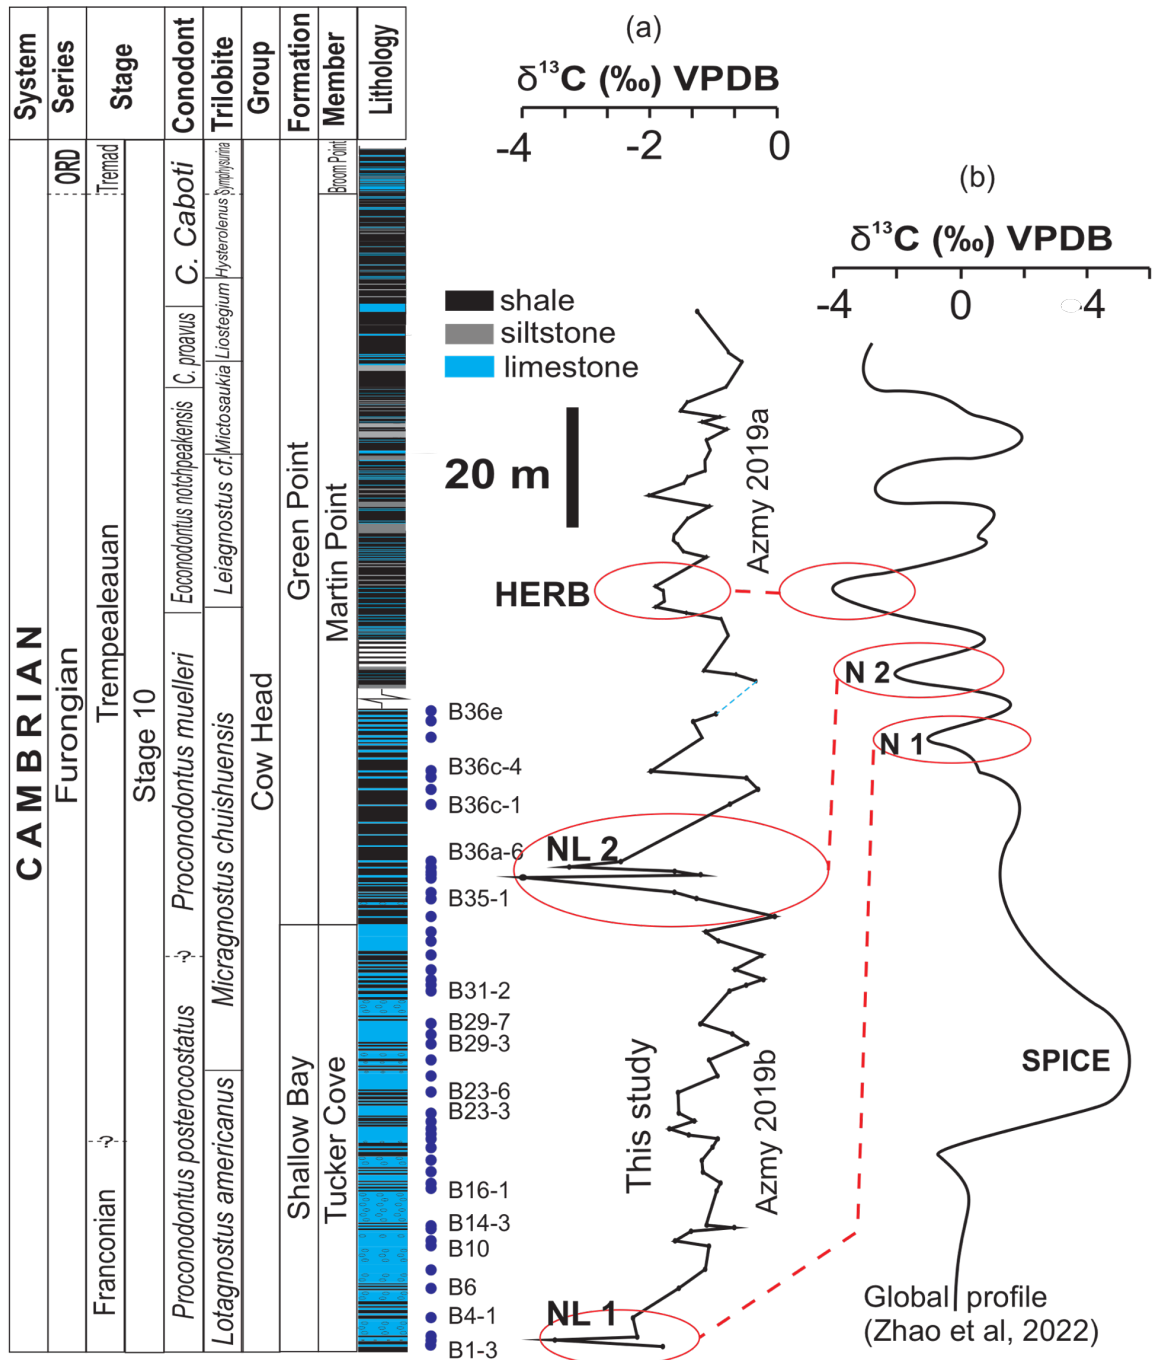 System
Series
Stage
Conodont
Trilobite
Group
Formation
Member
Lithology
(a)
δ¹³C (‰) VPDB
-4
-2
0
(b)
δ¹³C (‰) VPDB
-4
0
4
ORD
Tremad
C. Caboti
Symphysurina
Broom Point
Hysterolenus
shale
siltstone
limestone
C. proavus
Liostegium
Mictosaukia
20 m
Azmy 2019a
Eoconodontus notchpeakensis
Leiagnostus cf.
Green Point
Martin Point
HERB
Trempealeauan
CAMBRIAN
Furongian
Stage 10
Proconodontus muelleri
Micragnostus chuishuensis
Cow Head
N 2
N 1
B36e
B36c-4
B36c-1
B36a-6
NL 2
B35-1
?
B31-2
B29-7
B29-3
This study
SPICE
B23-6
B23-3
Azmy 2019b
?
Franconian
Proconodontus posterocostatus
Lotagnostus americanus
Shallow Bay
Tucker Cove
B16-1
B14-3
B10
B6
B4-1
NL 1
B1-3
Global profile
(Zhao et al, 2022)